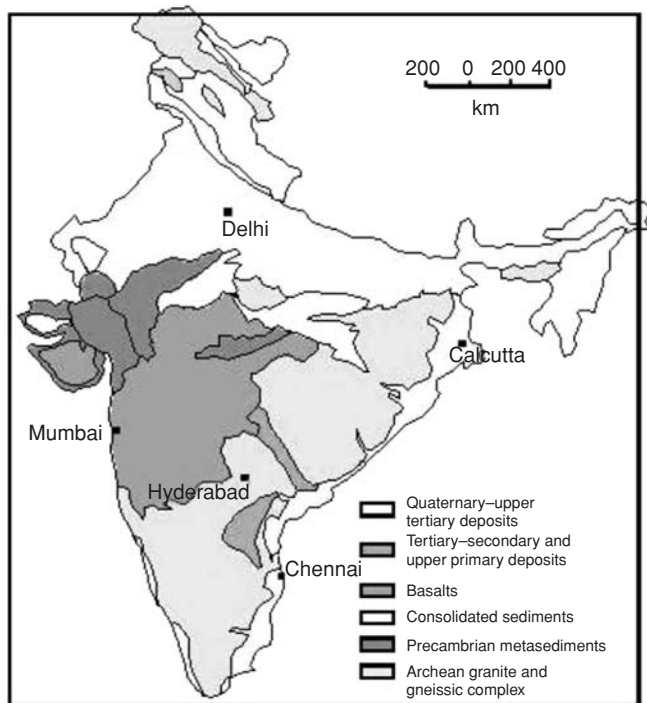 200 0 200 400
km
Delhi
Calcutta
Mumbai
Hyderabad
Chennai
Quaternary–upper
tertiary deposits
Tertiary–secondary and
upper primary deposits
Basalts
Consolidated sediments
Precambrian metasediments
Archean granite and
gneissic complex